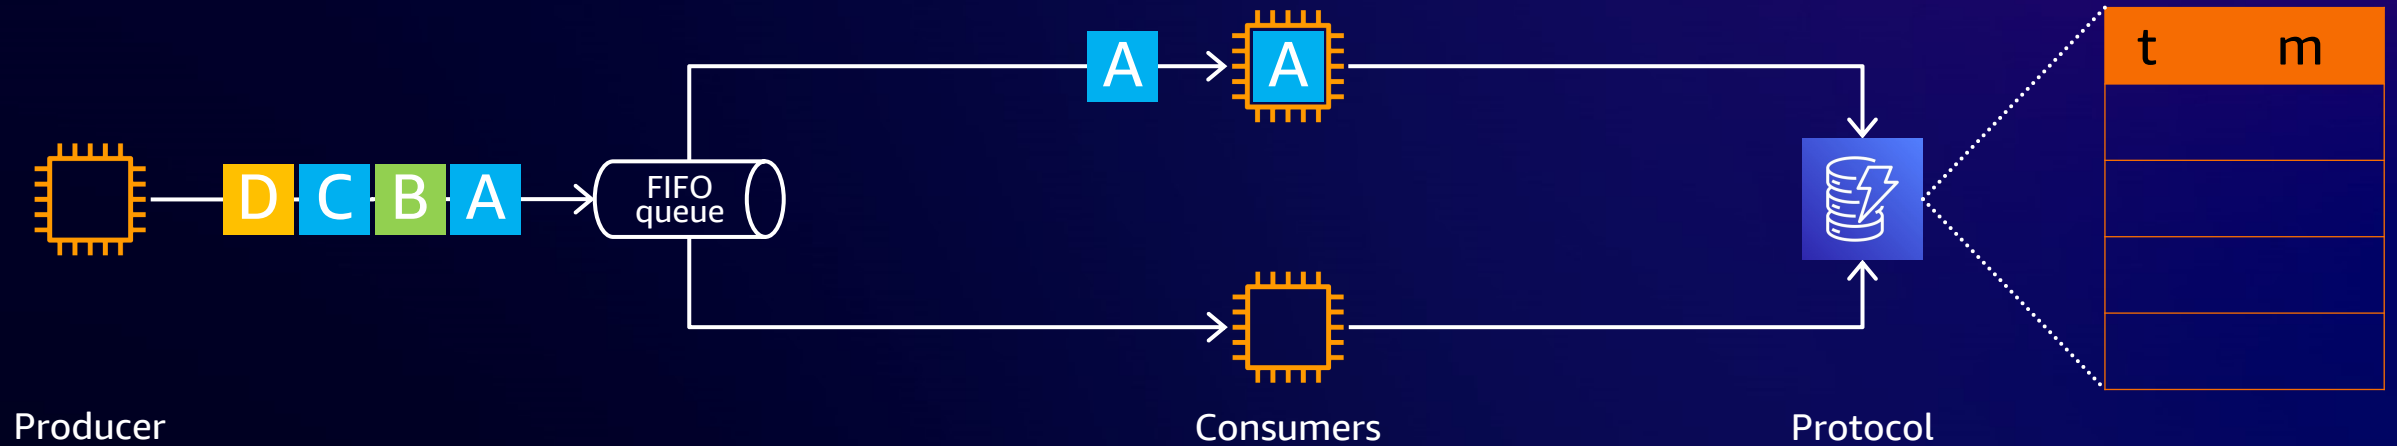 A
A
t m
D C B A
FIFO
queue
Producer
Consumers
Protocol